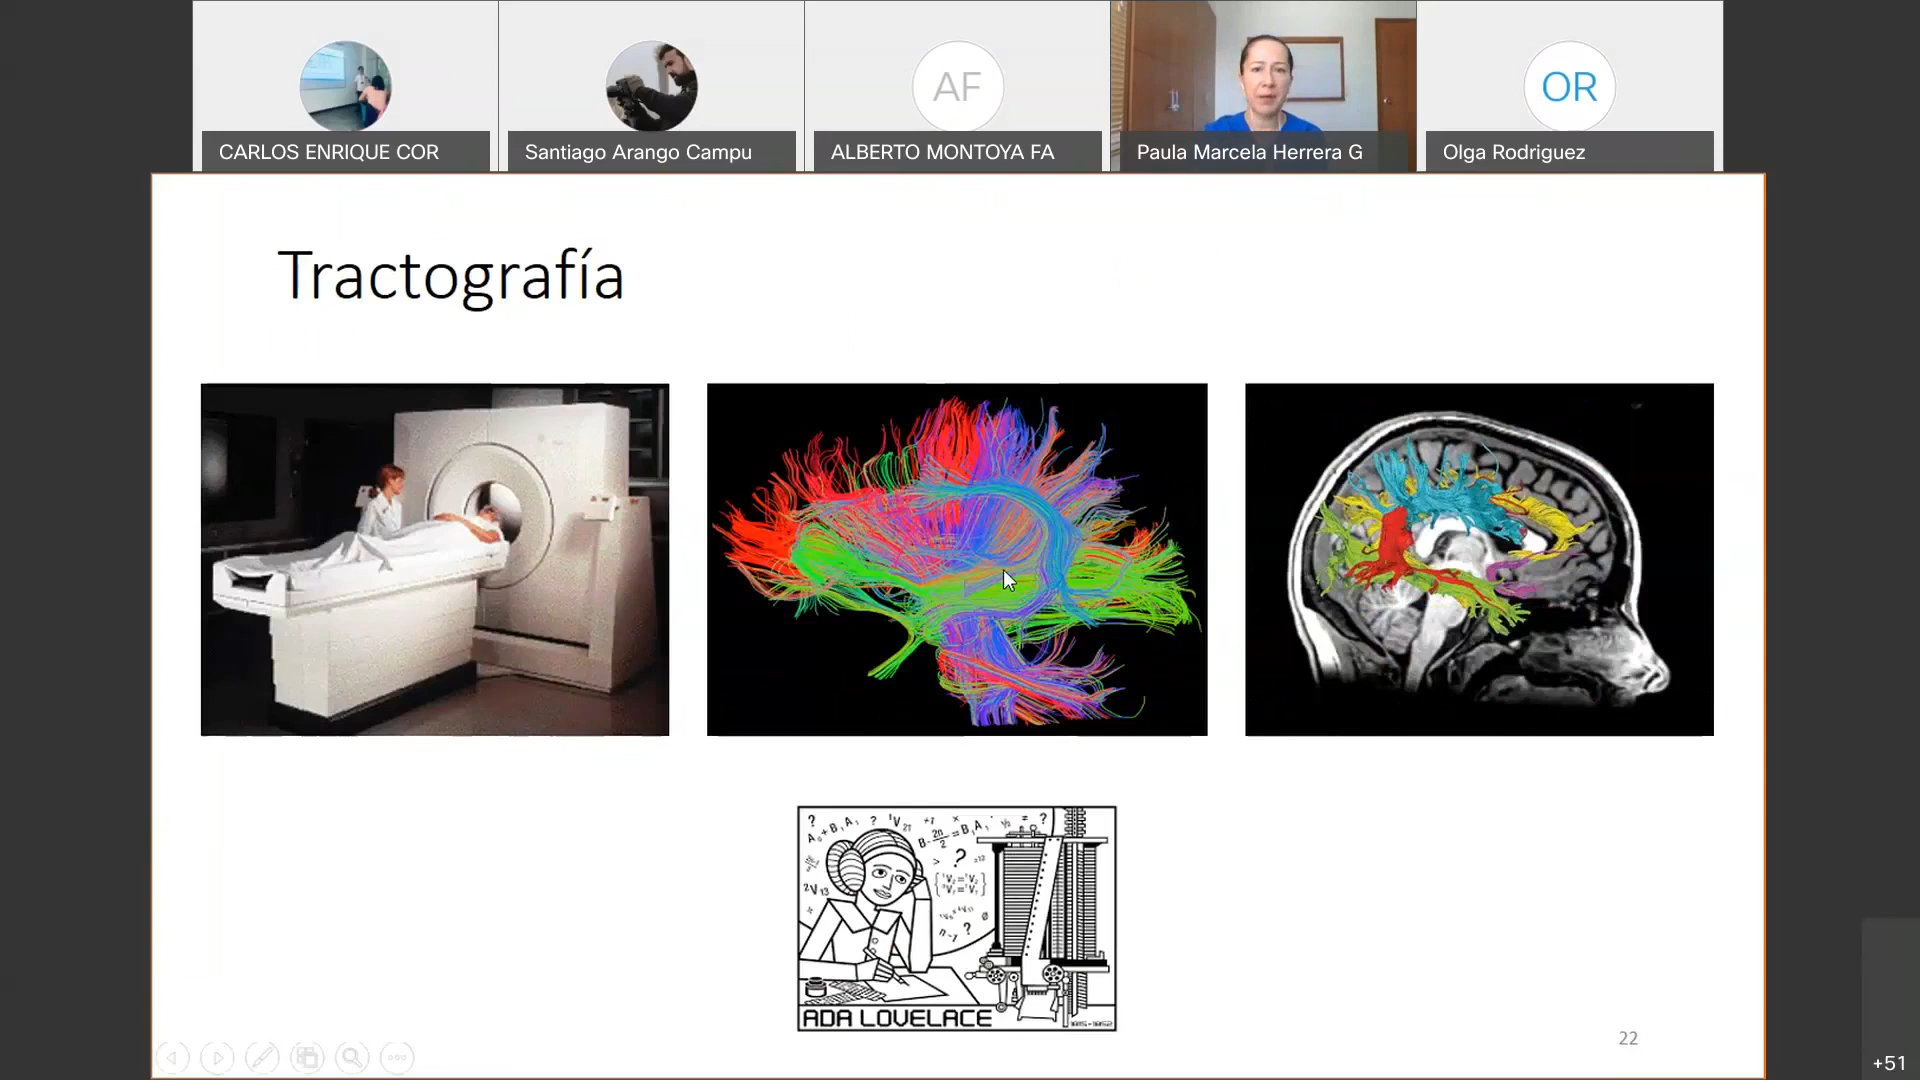 CARLOS ENRIQUE COR
Santiago Arango Campu
AF
ALBERTO MONTOYA FA
Paula Marcela Herrera G
OR
Olga Rodriguez
Tractografía
ADA LOVELACE
22
+51